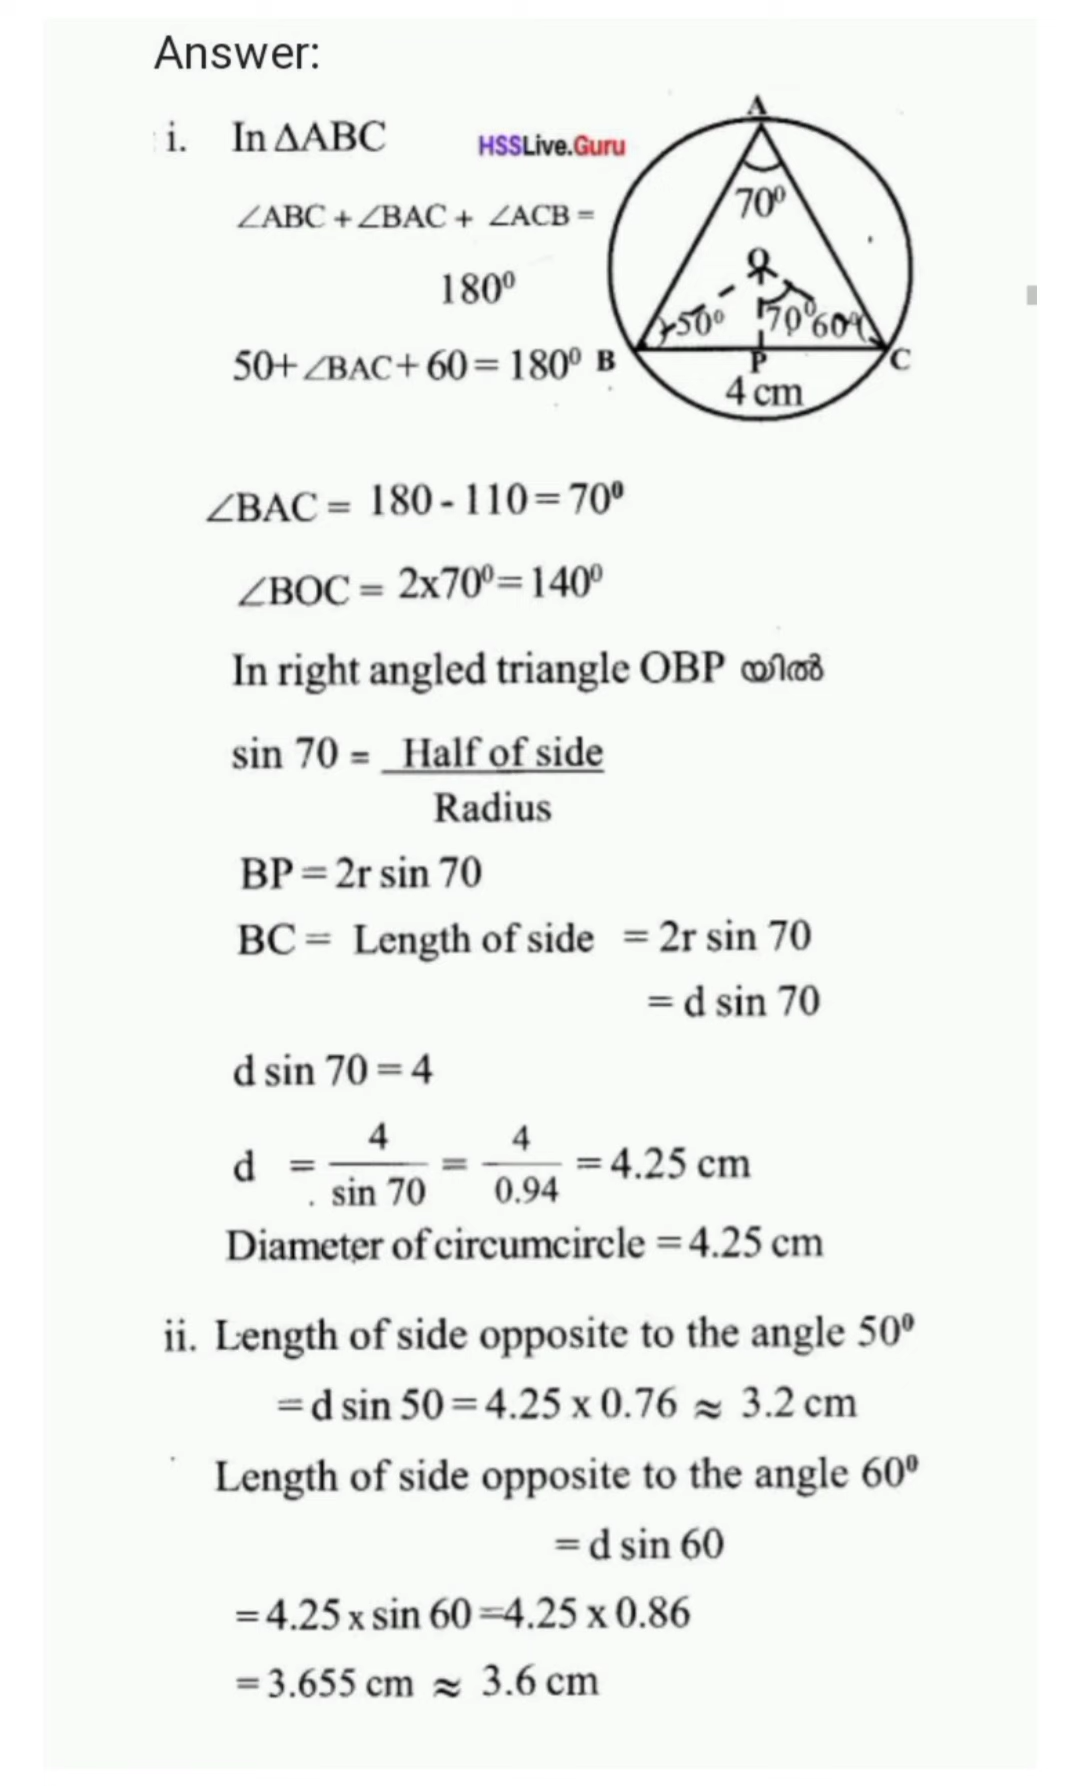 Answer:
i. In ΔABC
HSSLive.Guru
∠ABC + ∠BAC + ∠ACB =
180⁰
50+ ∠BAC + 60 = 180⁰
A
70⁰
O
50⁰ 70⁰ 60⁰
B P C
4 cm
∠BAC = 180 - 110 = 70⁰
∠BOC = 2x70⁰ = 140⁰
In right angled triangle OBP യിൽ
sin 70 = Half of side
Radius
BP = 2r sin 70
BC = Length of side = 2r sin 70
= d sin 70
d sin 70 = 4
4 4
d = ─── = ─── = 4.25 cm
sin 70 0.94
Diameter of circumcircle = 4.25 cm
ii. Length of side opposite to the angle 50⁰
= d sin 50 = 4.25 x 0.76 ≈ 3.2 cm
Length of side opposite to the angle 60⁰
= d sin 60
= 4.25 x sin 60 = 4.25 x 0.86
= 3.655 cm ≈ 3.6 cm